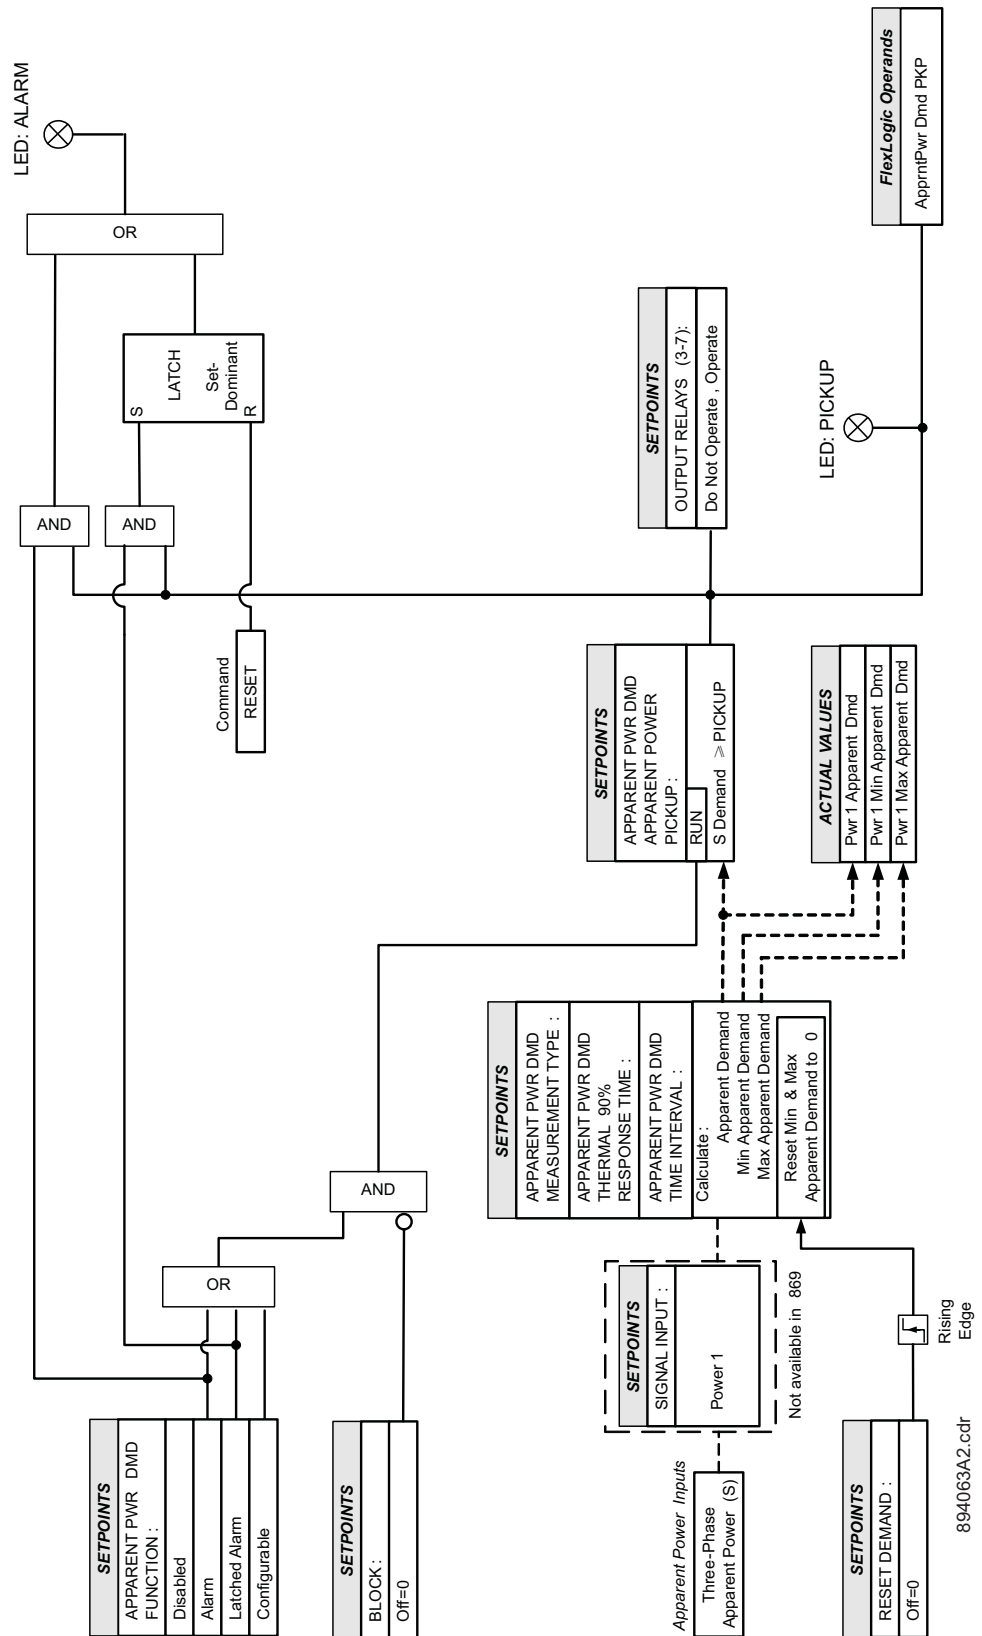 SETPOINTS
APPARENT PWR DMD
FUNCTION :
Disabled
Alarm
Latched Alarm
Configurable
SETPOINTS
BLOCK :
Off=0
OR
AND
AND
AND
Command
RESET
S
LATCH
Set-
Dominant
R
OR
LED: ALARM
Apparent Power Inputs
Three-Phase
Apparent Power (S)
SETPOINTS
SIGNAL INPUT :
Power 1
Not available in 869
SETPOINTS
APPARENT PWR DMD
MEASUREMENT TYPE :
APPARENT PWR DMD
THERMAL 90%
RESPONSE TIME :
APPARENT PWR DMD
TIME INTERVAL :
Calculate :
Apparent Demand
Min Apparent Demand
Max Apparent Demand
Reset Min & Max
Apparent Demand to 0
SETPOINTS
APPARENT PWR DMD
APPARENT POWER
PICKUP :
RUN
S Demand ≥ PICKUP
SETPOINTS
OUTPUT RELAYS (3-7):
Do Not Operate , Operate
ACTUAL VALUES
Pwr 1 Apparent Dmd
Pwr 1 Min Apparent Dmd
Pwr 1 Max Apparent Dmd
LED: PICKUP
FlexLogic Operands
ApprntPwr Dmd PKP
SETPOINTS
RESET DEMAND :
Off=0
Rising
Edge
894063A2.cdr